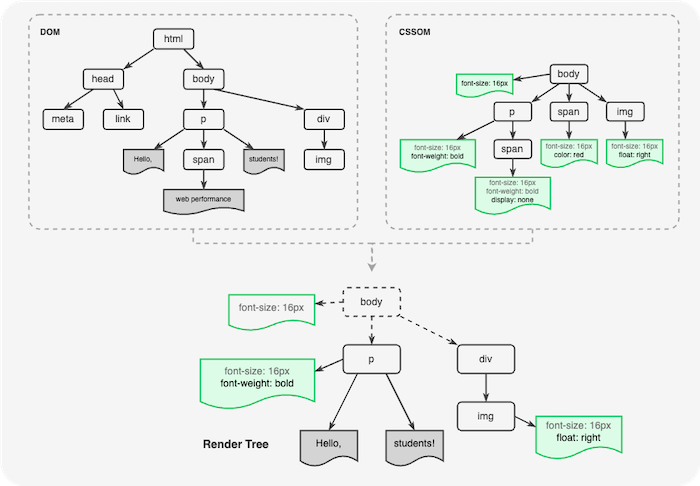 DOM
html
head
body
meta
link
p
div
Hello,
span
students!
img
web performance
CSSOM
body
font-size: 16px
p
span
img
font-size: 16px
font-weight: bold
span
font-size: 16px
color: red
font-size: 16px
float: right
font-size: 16px
font-weight: bold
display: none
body
font-size: 16px
p
div
font-size: 16px
font-weight: bold
img
Render Tree
Hello,
students!
font-size: 16px
float: right